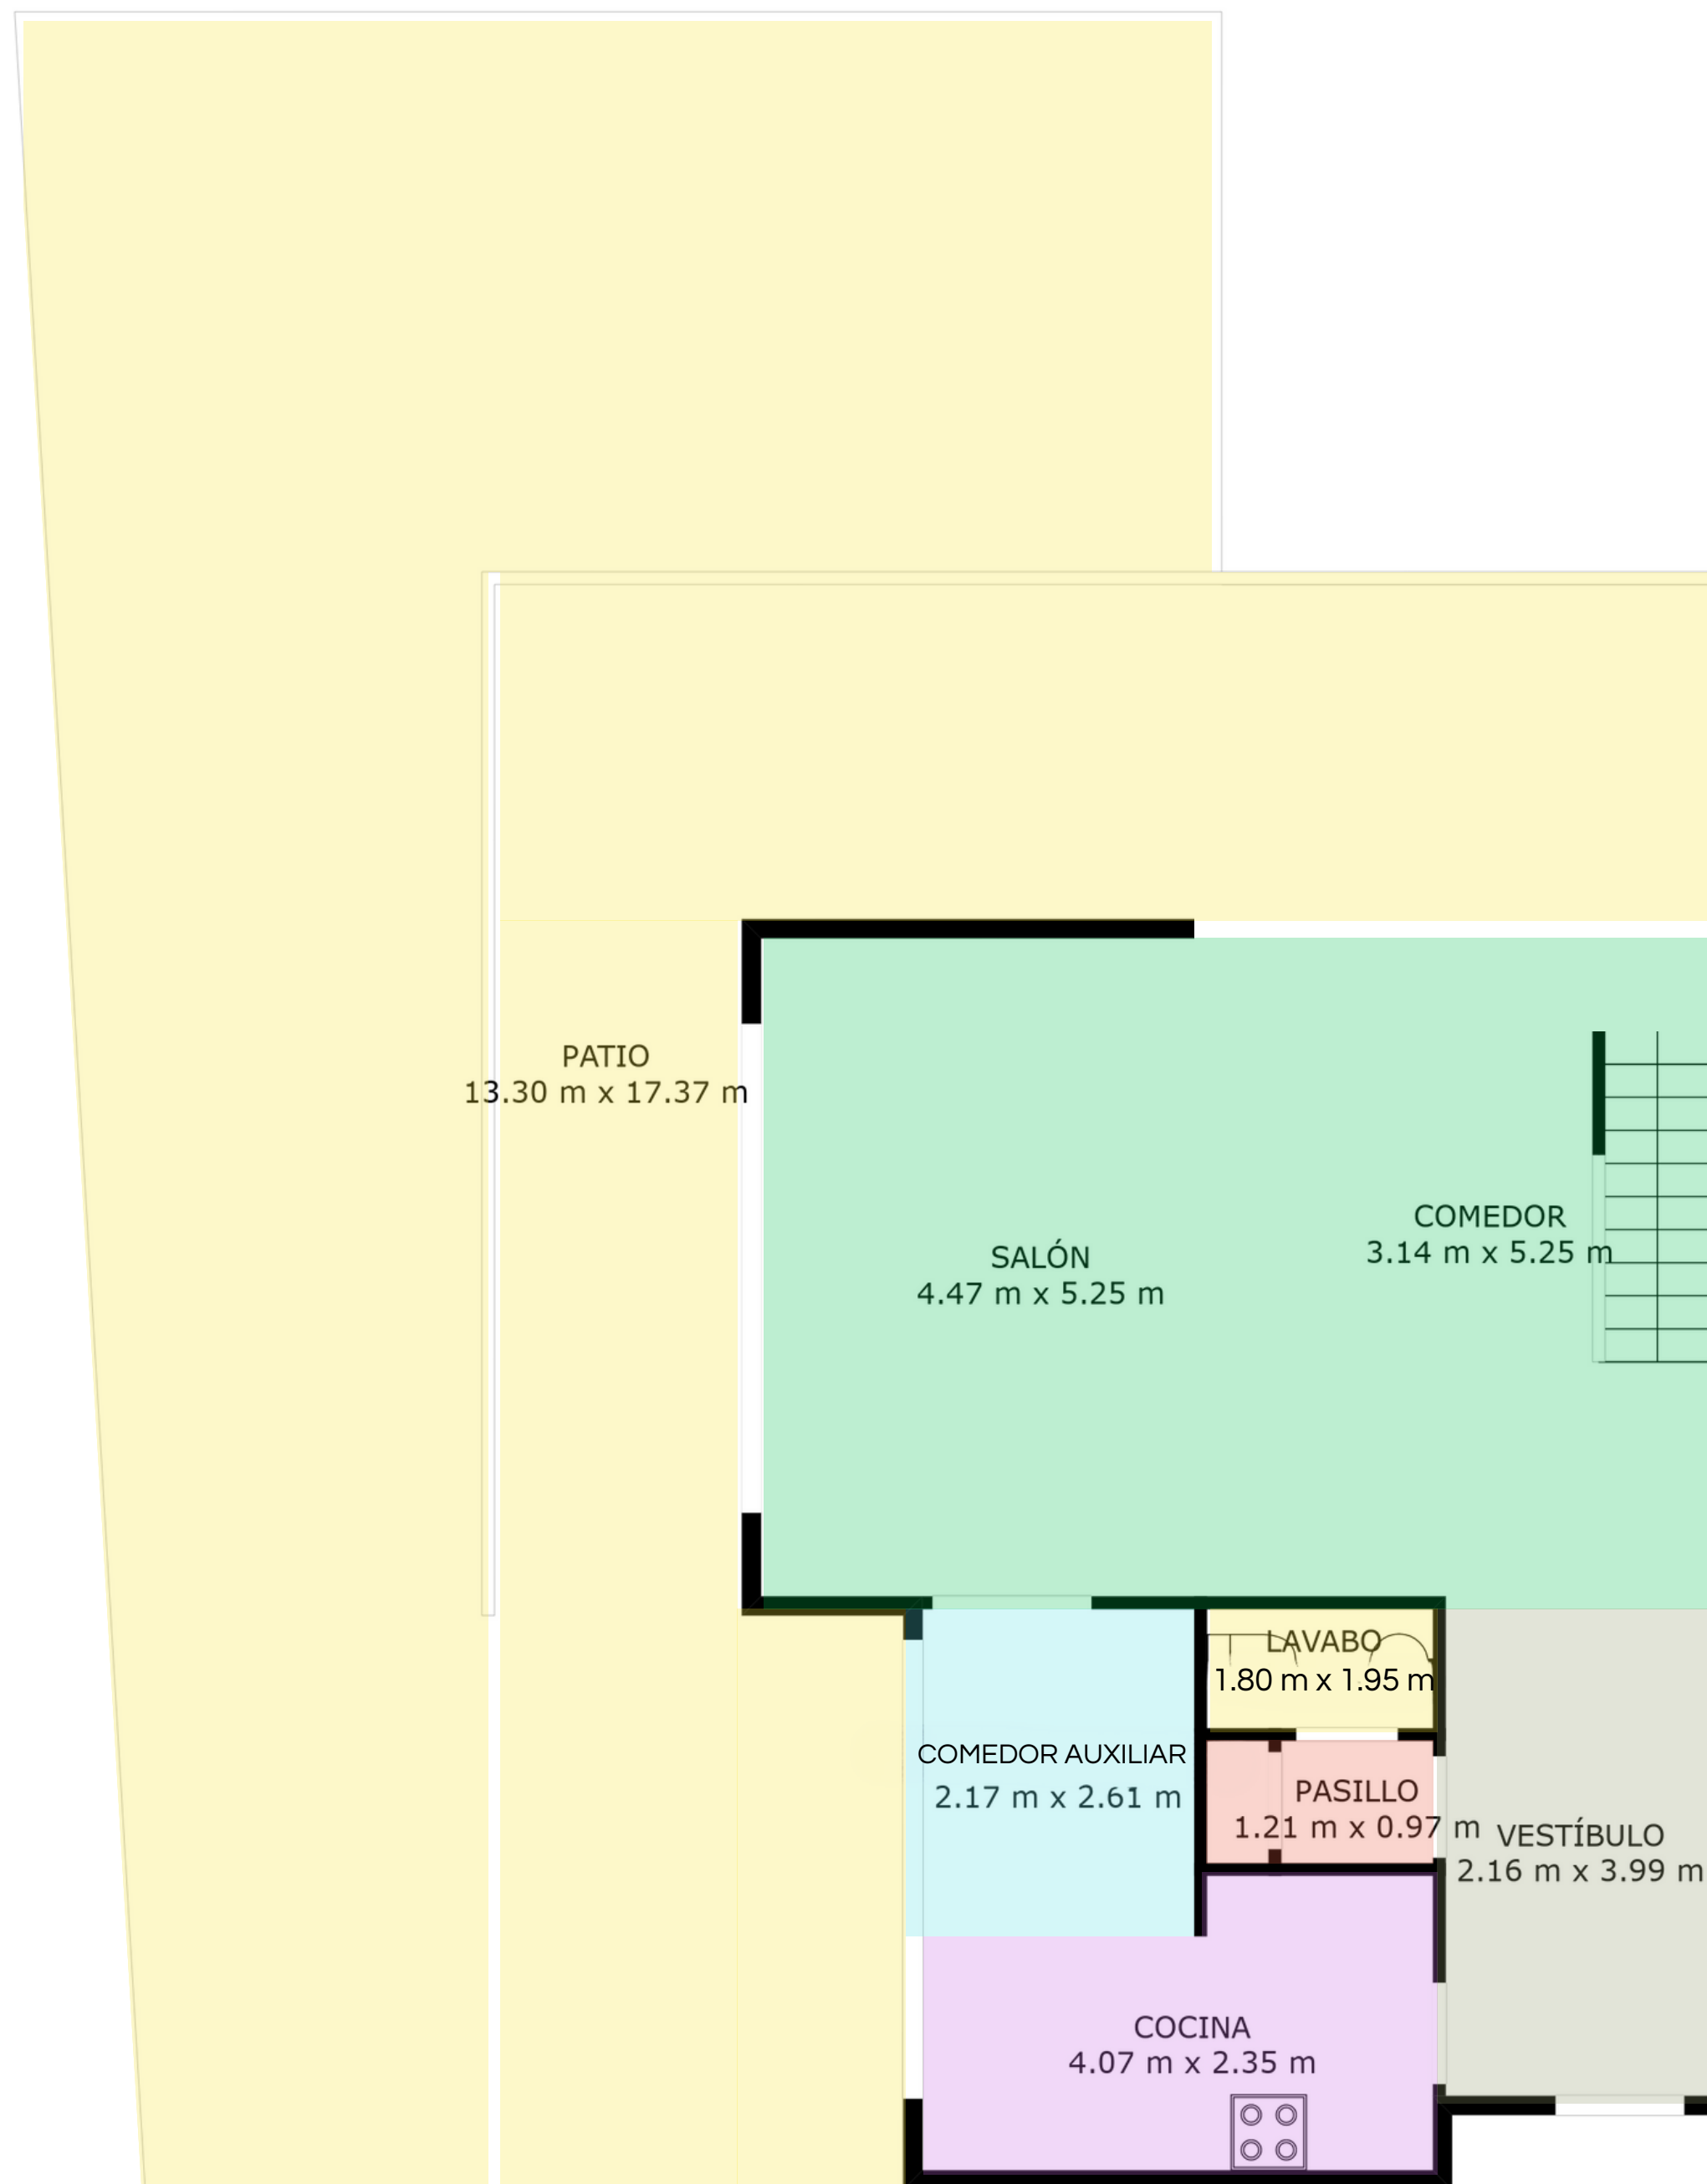 PATIO
13.30 m x 17.37 m
COMEDOR
3.14 m x 5.25 m
SALÓN
4.47 m x 5.25 m
LAVABO
1.80 m x 1.95 m
COMEDOR AUXILIAR
2.17 m x 2.61 m
PASILLO
1.21 m x 0.97 m
VESTÍBULO
2.16 m x 3.99 m
COCINA
4.07 m x 2.35 m